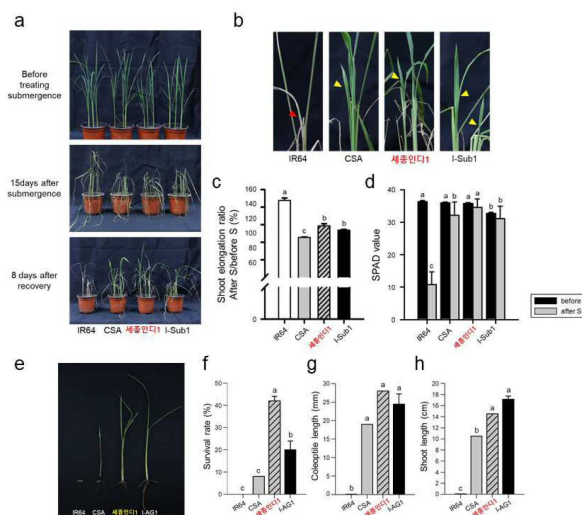 a
Before
treating
submergence
15days after
submergence
8 days after
recovery
IR64 CSA 세종인디1 I-Sub1
b
IR64 CSA 세종인디1 I-Sub1
c
Shoot elongation ratio
After S/before S (%)
160
140
120
100
80
60
0
a
c
b
b
IR64
CSA
세종인디1
I-Sub1
d
SPAD value
40
30
20
10
0
a
c
a
b
a
a
b
b
IR64
CSA
세종인디1
I-Sub1
before
after S
e
IR64 CSA 세종인디1 I-AG1
f
Survival rate (%)
50
40
30
20
10
0
c
c
a
b
IR64
CSA
세종인디1
I-AG1
g
Coleoptile length (mm)
30
25
20
15
10
5
0
b
a
a
a
IR64
CSA
세종인디1
I-AG1
h
Shoot length (cm)
18
16
14
12
10
8
6
4
2
0
c
b
a
a
IR64
CSA
세종인디1
I-AG1